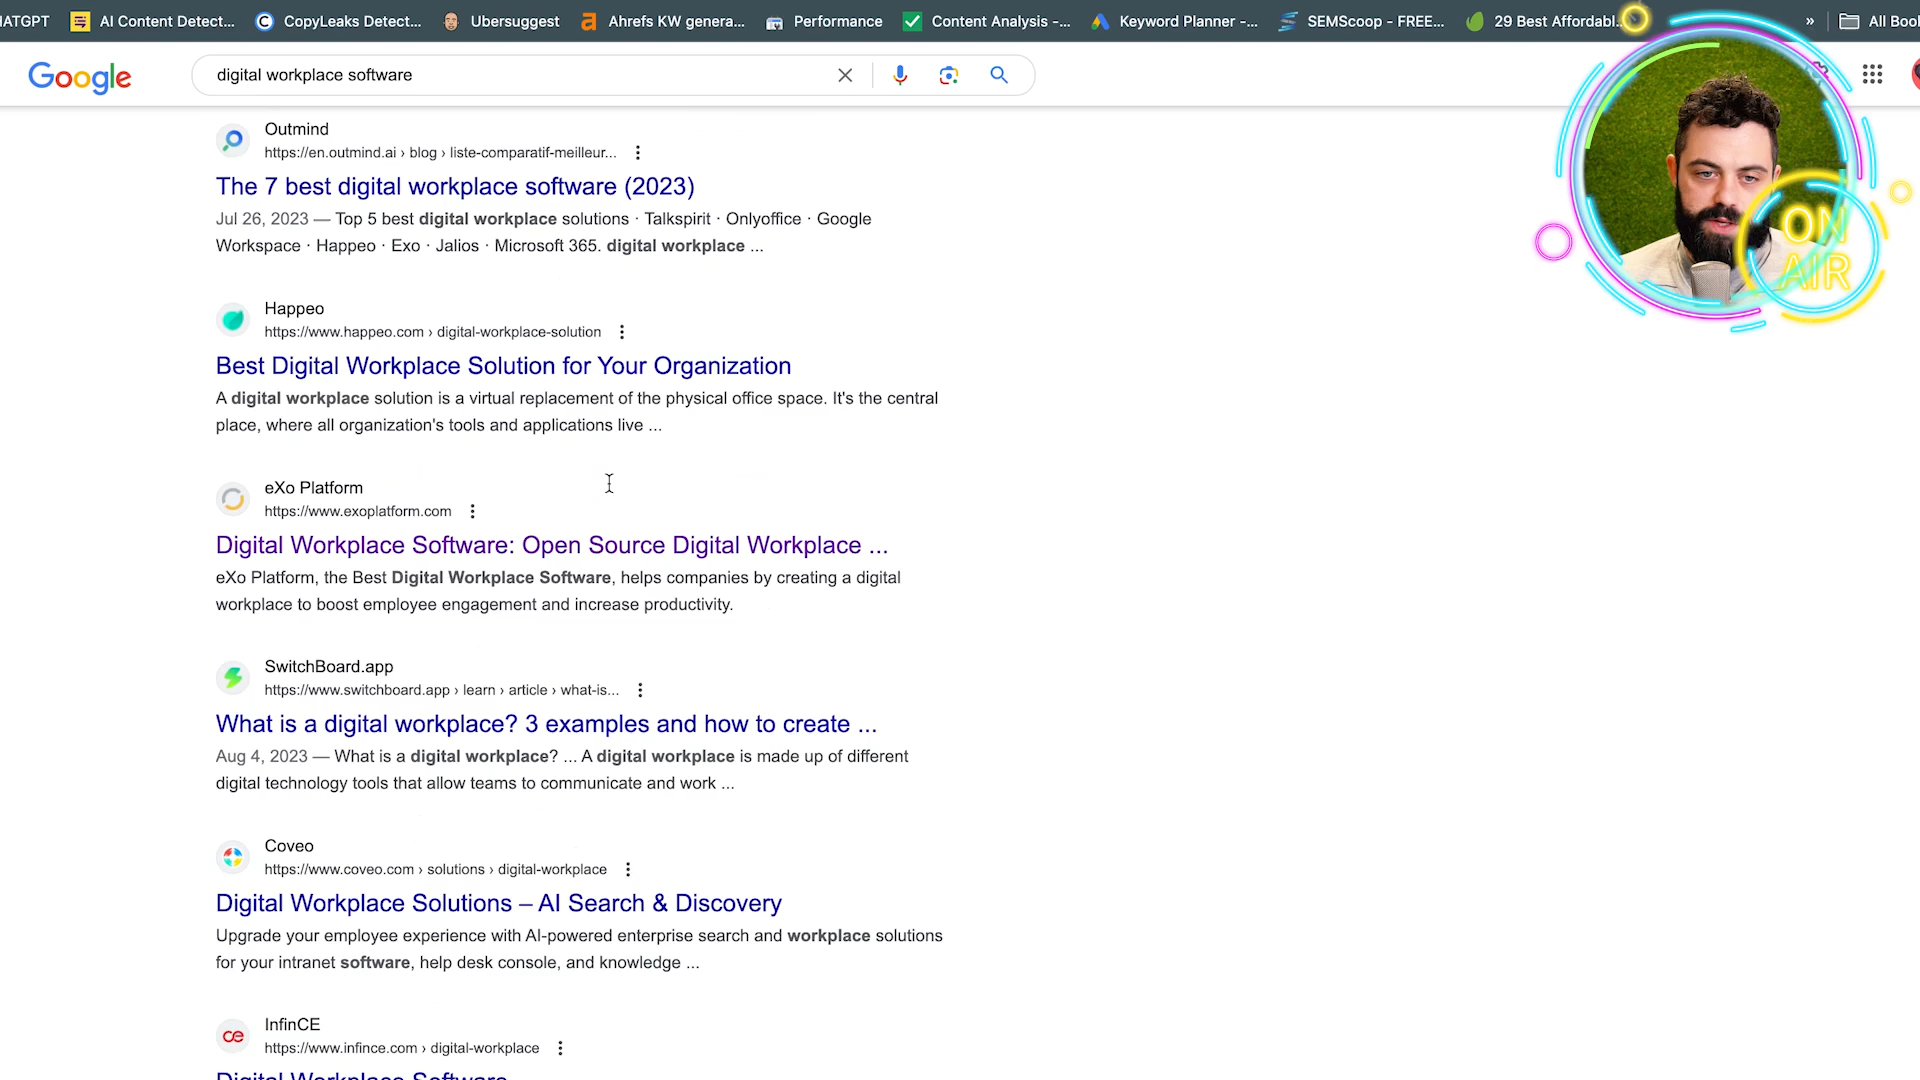 HATGPT
AI Content Detect...
CopyLeaks Detect...
Ubersuggest
Ahrefs KW genera...
Performance
Content Analysis -...
Keyword Planner -...
SEMScoop - FREE...
29 Best Affordabl...
»
All Book
Google
digital workplace software
ON
AIR
Outmind
https://en.outmind.ai › blog › liste-comparatif-meilleur...
The 7 best digital workplace software (2023)
Jul 26, 2023 — Top 5 best digital workplace solutions · Talkspirit · Onlyoffice · Google
Workspace · Happeo · Exo · Jalios · Microsoft 365. digital workplace ...
Happeo
https://www.happeo.com › digital-workplace-solution
Best Digital Workplace Solution for Your Organization
A digital workplace solution is a virtual replacement of the physical office space. It's the central
place, where all organization's tools and applications live ...
eXo Platform
https://www.exoplatform.com
Digital Workplace Software: Open Source Digital Workplace ...
eXo Platform, the Best Digital Workplace Software, helps companies by creating a digital
workplace to boost employee engagement and increase productivity.
SwitchBoard.app
https://www.switchboard.app › learn › article › what-is...
What is a digital workplace? 3 examples and how to create ...
Aug 4, 2023 — What is a digital workplace? ... A digital workplace is made up of different
digital technology tools that allow teams to communicate and work ...
Coveo
https://www.coveo.com › solutions › digital-workplace
Digital Workplace Solutions – AI Search & Discovery
Upgrade your employee experience with AI-powered enterprise search and workplace solutions
for your intranet software, help desk console, and knowledge ...
InfinCE
https://www.infince.com › digital-workplace
Digital Workplace Software